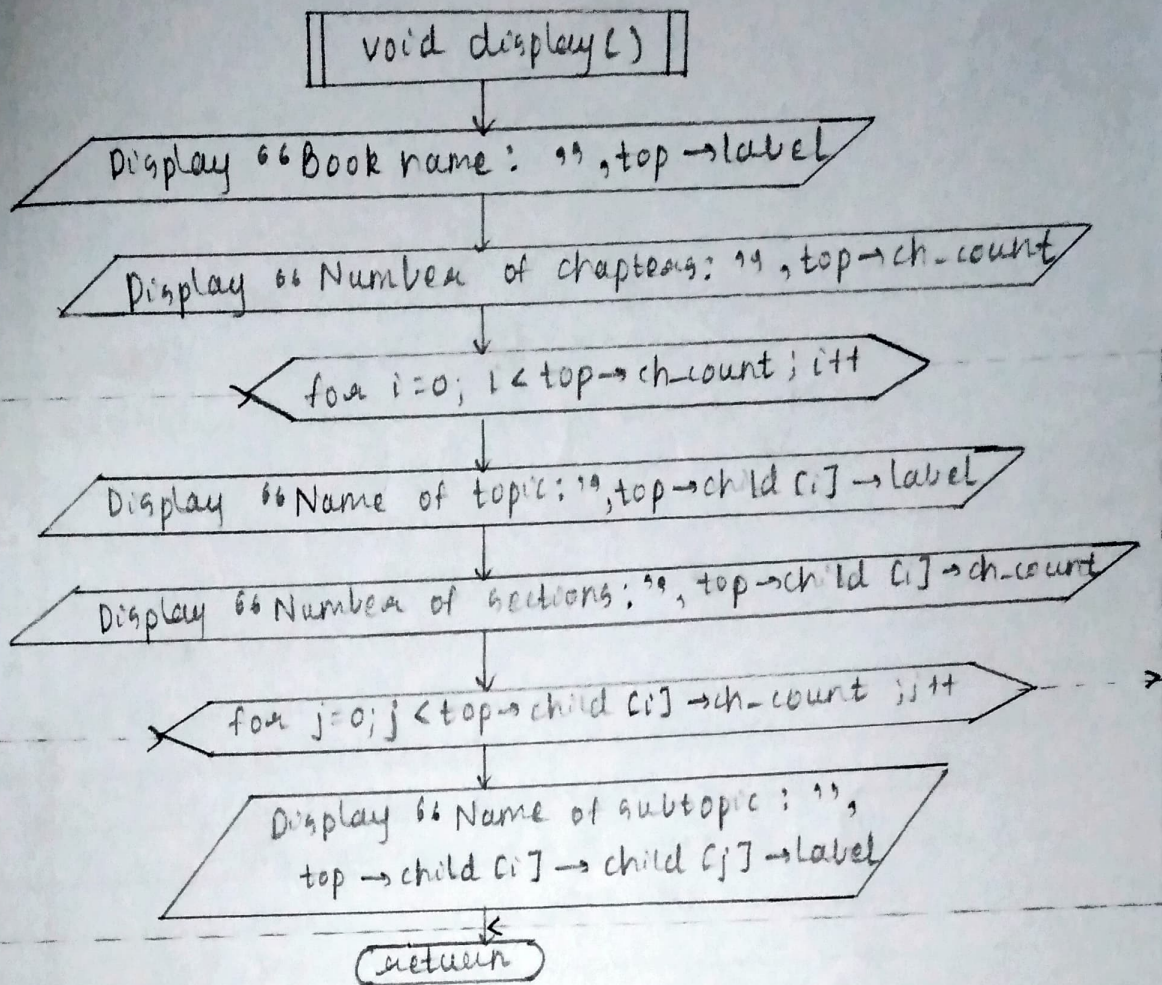 void display()
Display “Book name: ”, top→label
Display “Number of chapters: ”, top→ch_count
for i=0; i < top→ch_count ; i++
Display “Name of topic: ”, top→child [i] → label
Display “Number of sections: ”, top→child [i] → ch_count
for j=0; j < top→child [i] → ch_count ; j++
Display “Name of subtopic : ”,
top → child [i] → child [j] → label
return